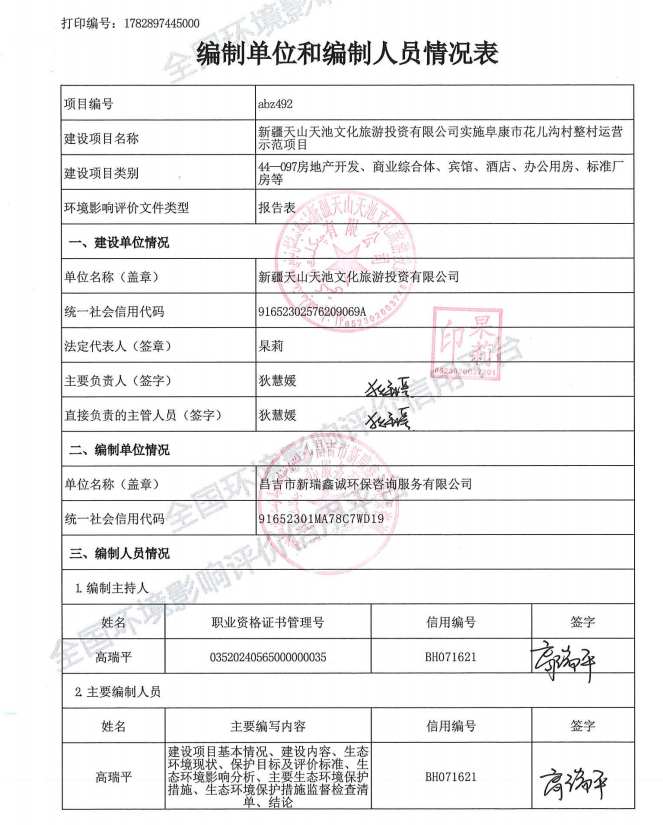 打印编号：1782897445000
编制单位和编制人员情况表
项目编号 abz492
建设项目名称 新疆天山天池文化旅游投资有限公司实施阜康市花儿沟村整村运营
示范项目
建设项目类别 44—097房地产开发、商业综合体、宾馆、酒店、办公用房、标准厂
房等
环境影响评价文件类型 报告表
一、建设单位情况
单位名称（盖章） 新疆天山天池文化旅游投资有限公司
统一社会信用代码 91652302576209069A
法定代表人（签章） 杲莉
杲莉
印
主要负责人（签字） 狄慧媛
直接负责的主管人员（签字） 狄慧媛
二、编制单位情况
单位名称（盖章） 昌吉市新瑞鑫诚环保咨询服务有限公司
统一社会信用代码 91652301MA78C7WD19
三、编制人员情况
1.编制主持人
姓名 职业资格证书管理号 信用编号 签字
高瑞平 03520240565000000035 BH071621 高瑞平
2.主要编制人员
姓名 主要编写内容 信用编号 签字
建设项目基本情况、建设内容、生态
环境现状、保护目标及评价标准、生
高瑞平 态环境影响分析、主要生态环境保护 BH071621 高瑞平
措施、生态环境保护措施监督检查清
单、结论
全国环境影响评价信用平台